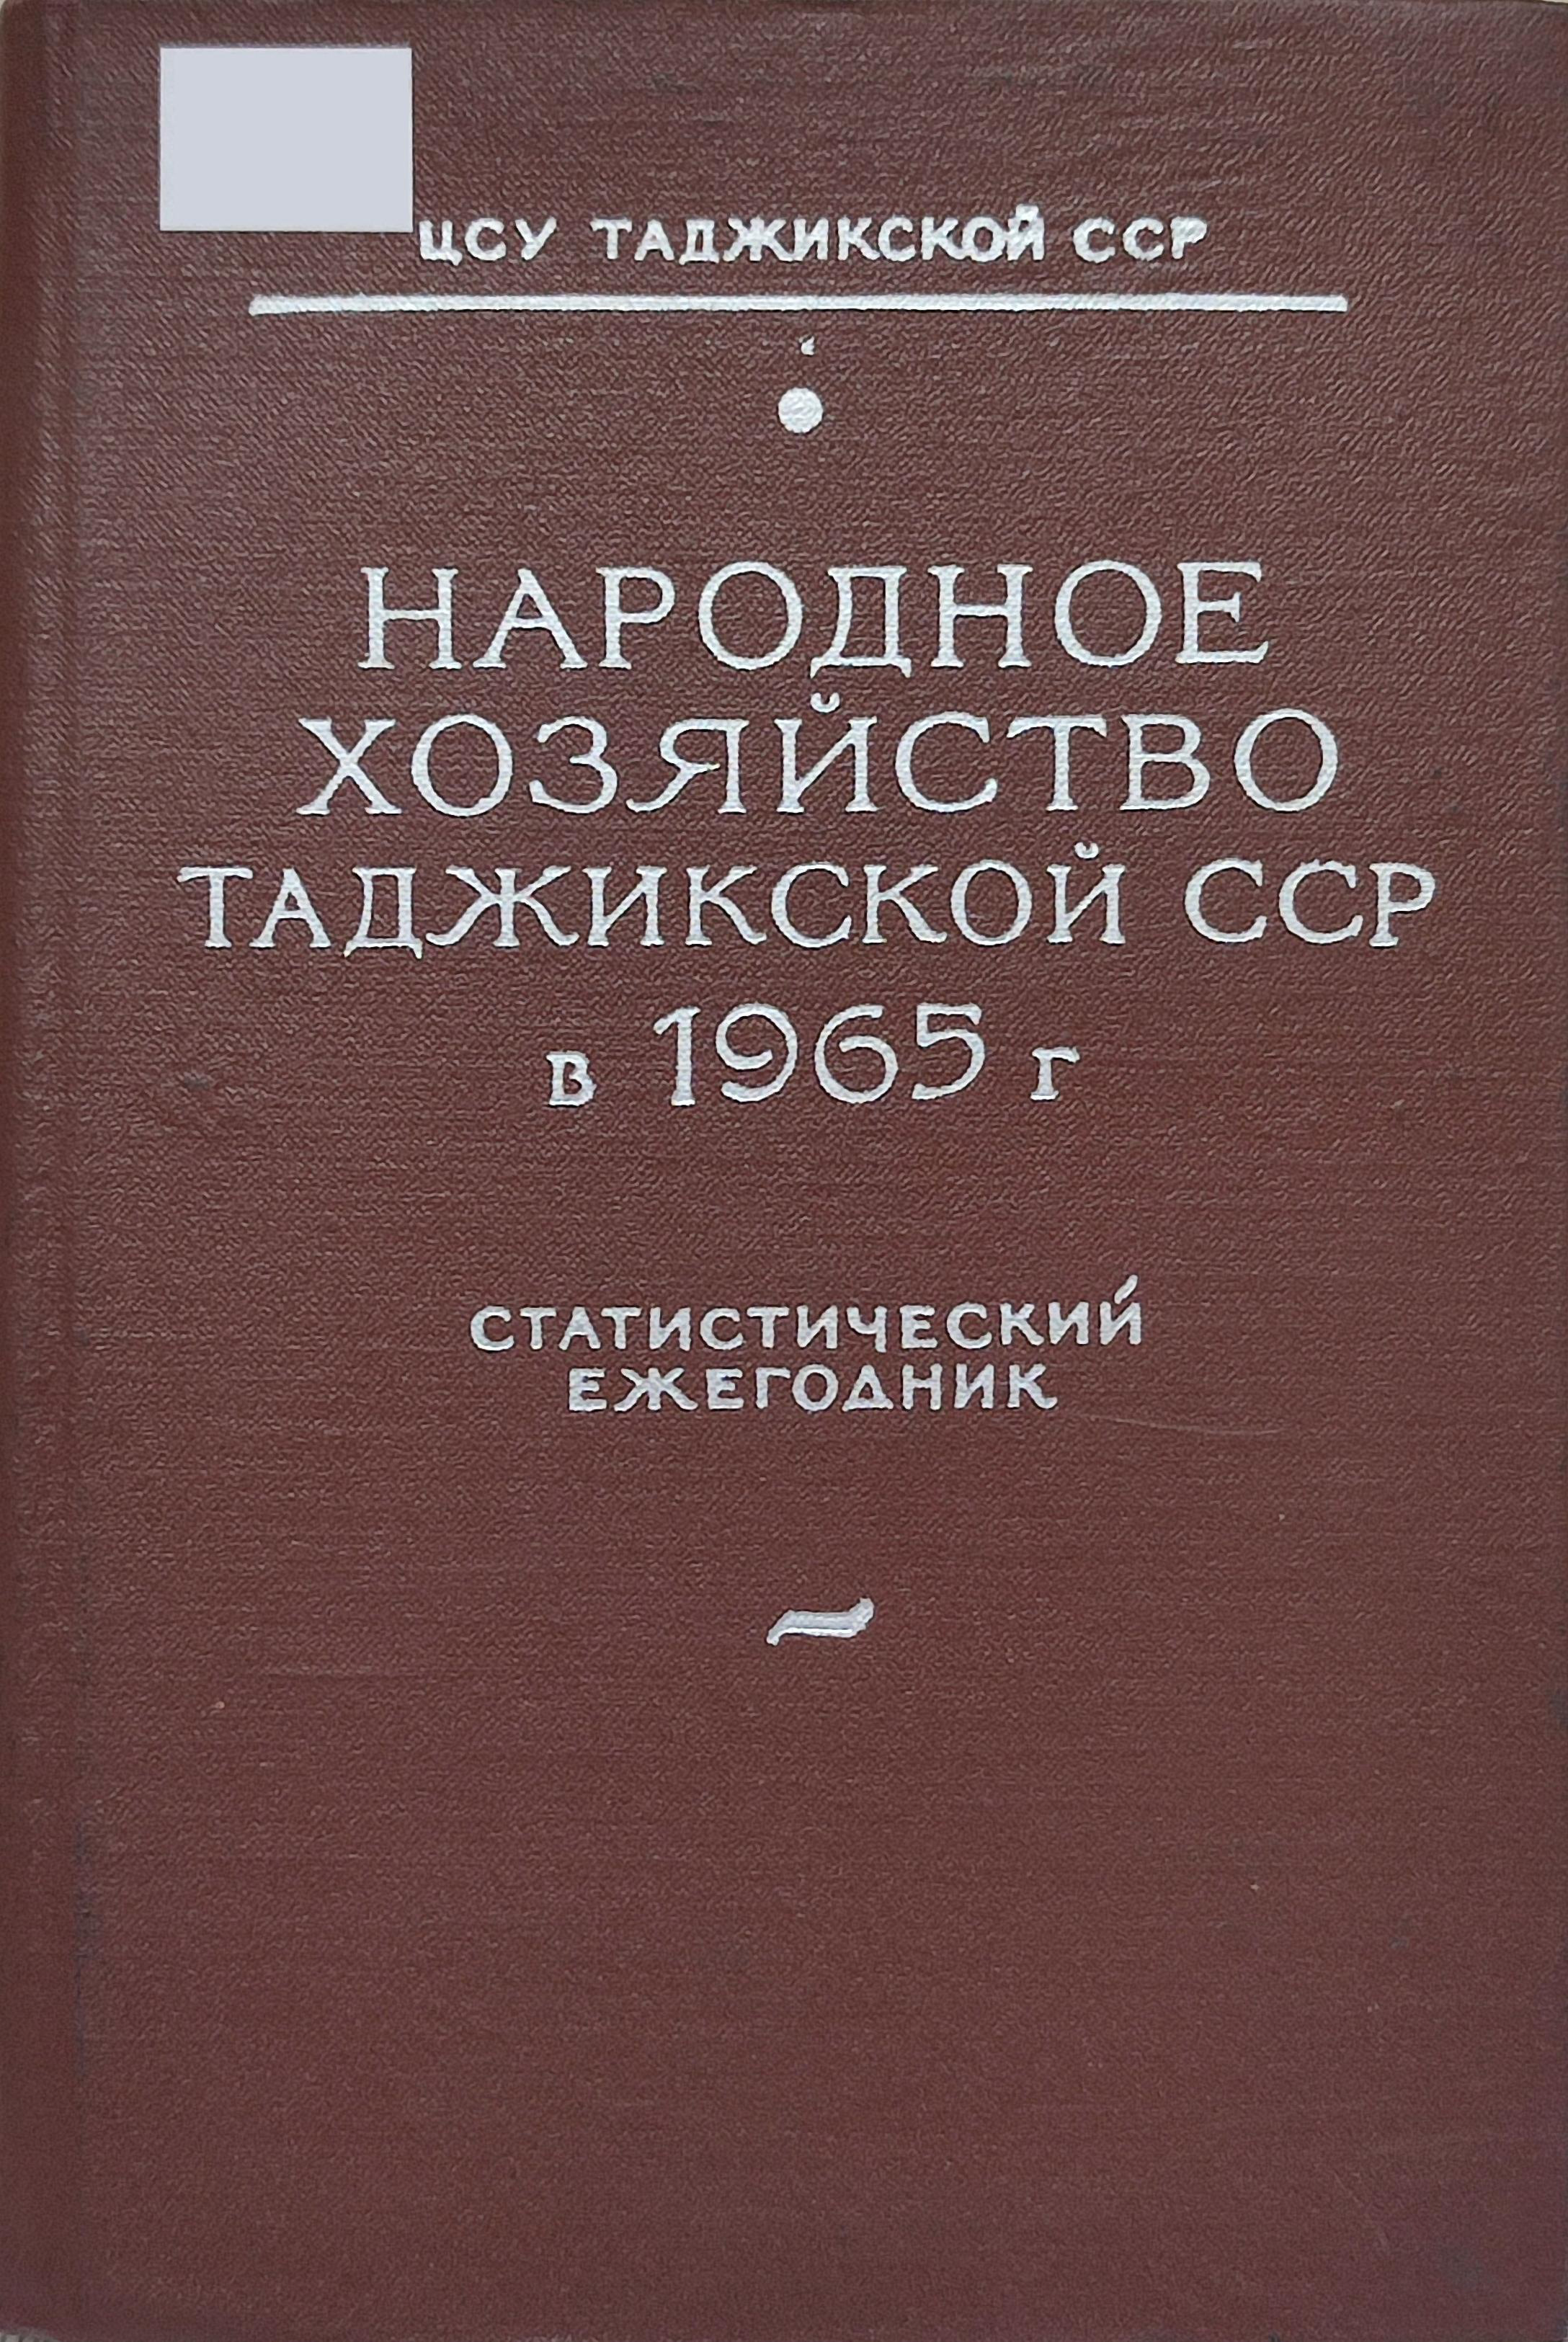 ЦСУ ТАДЖИКСКОЙ ССР
НАРОДНОЕ
ХОЗЯЙСТВО
ТАДЖИКСКОЙ ССР
в 1965 г
СТАТИСТИЧЕСКИЙ
ЕЖЕГОДНИК